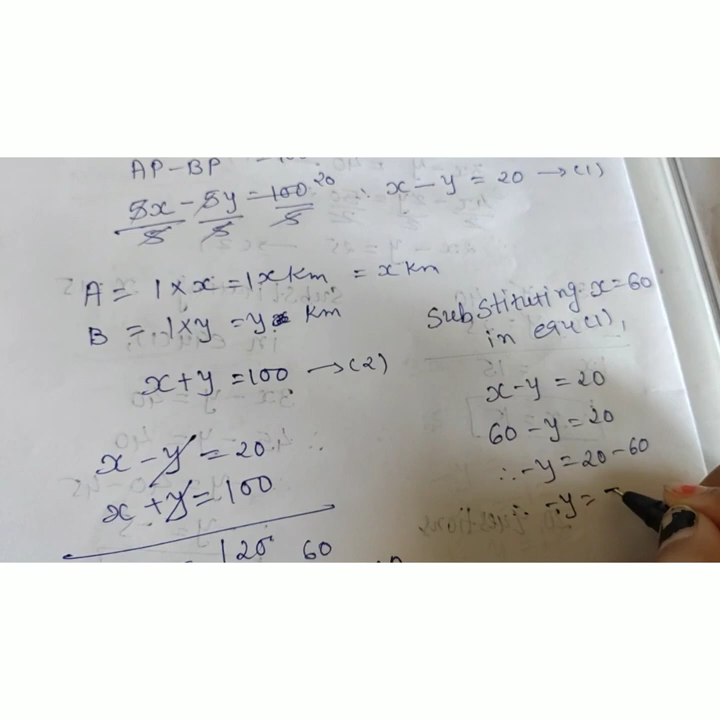 AP-BP
5x - 5y = 100 20 ∴ x - y = 20 → (1)
5 5 5
A = 1 × x = 1x km = x km
B = 1 × y = y km
x + y = 100 → (2)
x - y = 20
x + y = 100
120 60
Substituting x = 60
in equ (1),
x - y = 20
60 - y = 20
∴ -y = 20 - 60
∴ -y = -